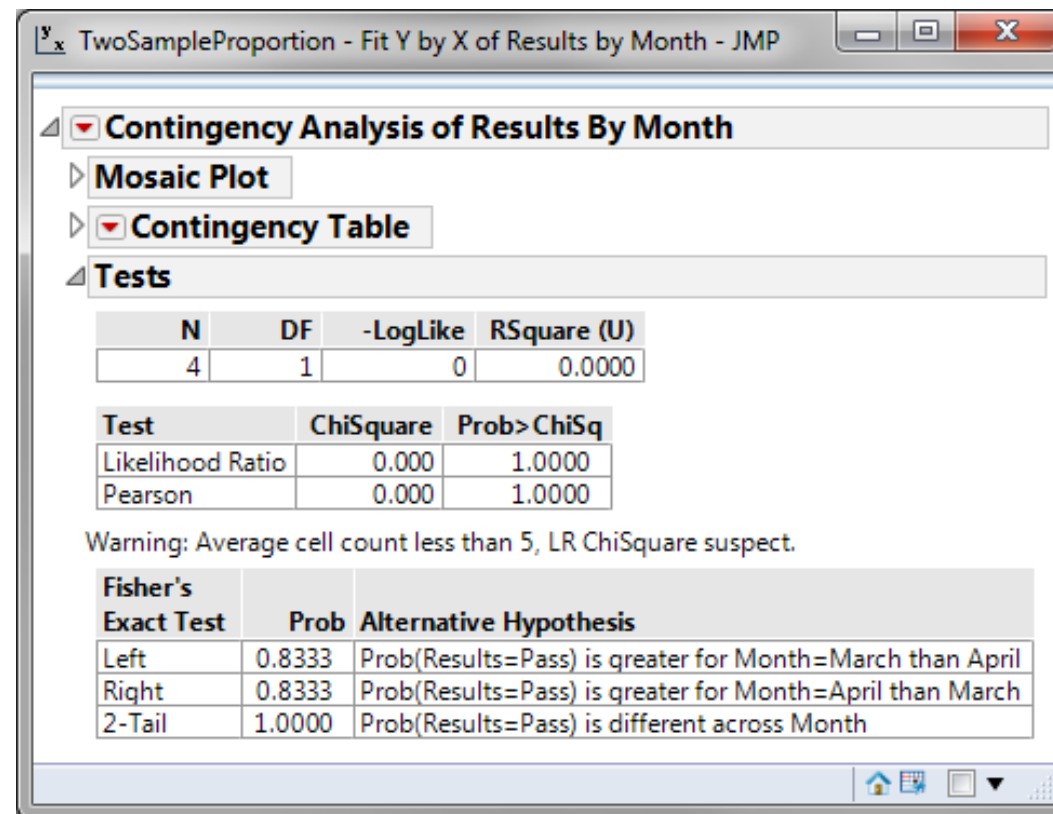 y x TwoSampleProportion - Fit Y by X of Results by Month - JMP
Contingency Analysis of Results By Month
Mosaic Plot
Contingency Table
Tests
N DF -LogLike RSquare (U)
4 1 0 0.0000
Test ChiSquare Prob>ChiSq
Likelihood Ratio 0.000 1.0000
Pearson 0.000 1.0000
Warning: Average cell count less than 5, LR ChiSquare suspect.
Fisher's
Exact Test Prob Alternative Hypothesis
Left 0.8333 Prob(Results=Pass) is greater for Month=March than April
Right 0.8333 Prob(Results=Pass) is greater for Month=April than March
2-Tail 1.0000 Prob(Results=Pass) is different across Month